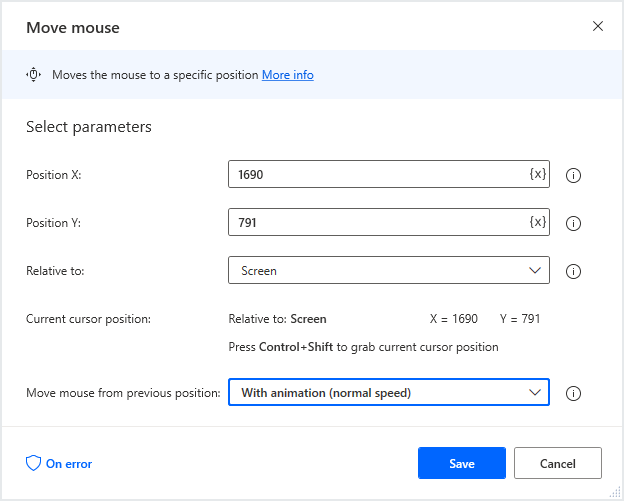 Move mouse
Moves the mouse to a specific position More info
Select parameters
Position X: 1690 {x}
Position Y: 791 {x}
Relative to: Screen
Current cursor position: Relative to: Screen X = 1690 Y = 791
Press Control+Shift to grab current cursor position
Move mouse from previous position: With animation (normal speed)
On error Save Cancel